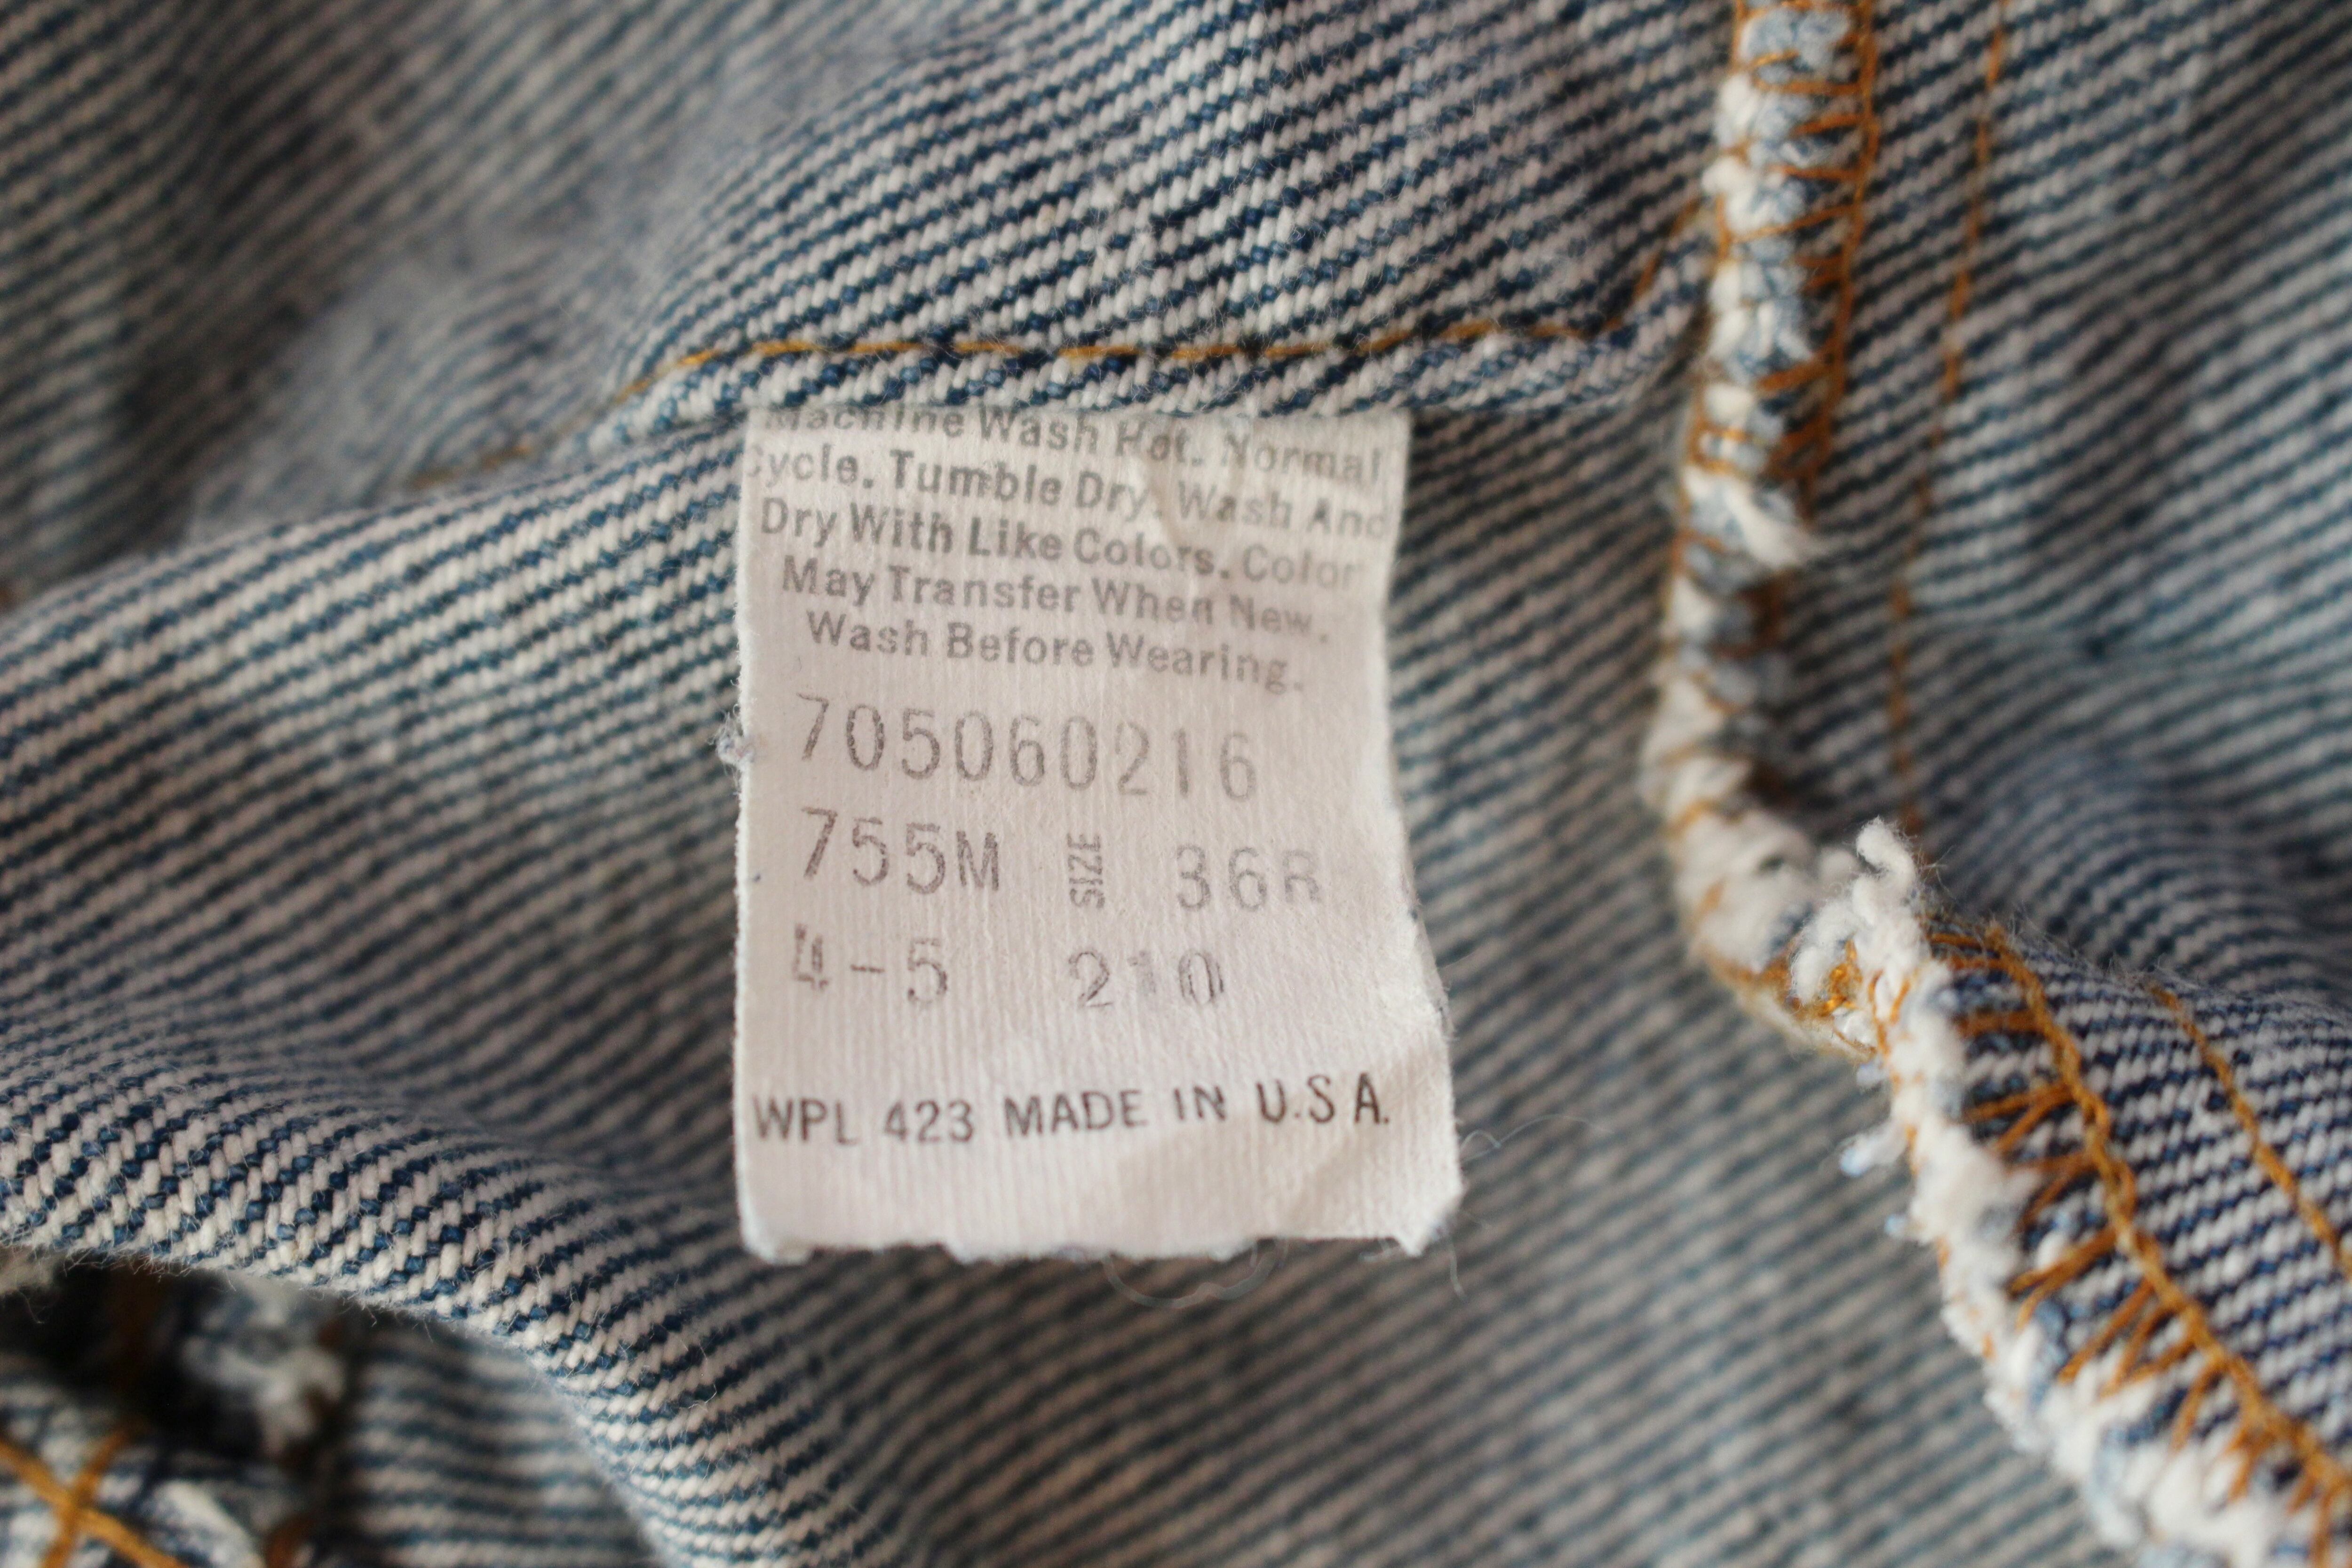 Machine Wash Hot. Normal
Cycle. Tumble Dry. Wash And
Dry With Like Colors. Color
May Transfer When New.
Wash Before Wearing.
705060216
755M SIZE 36R
4-5 210
WPL 423 MADE IN U.S.A.